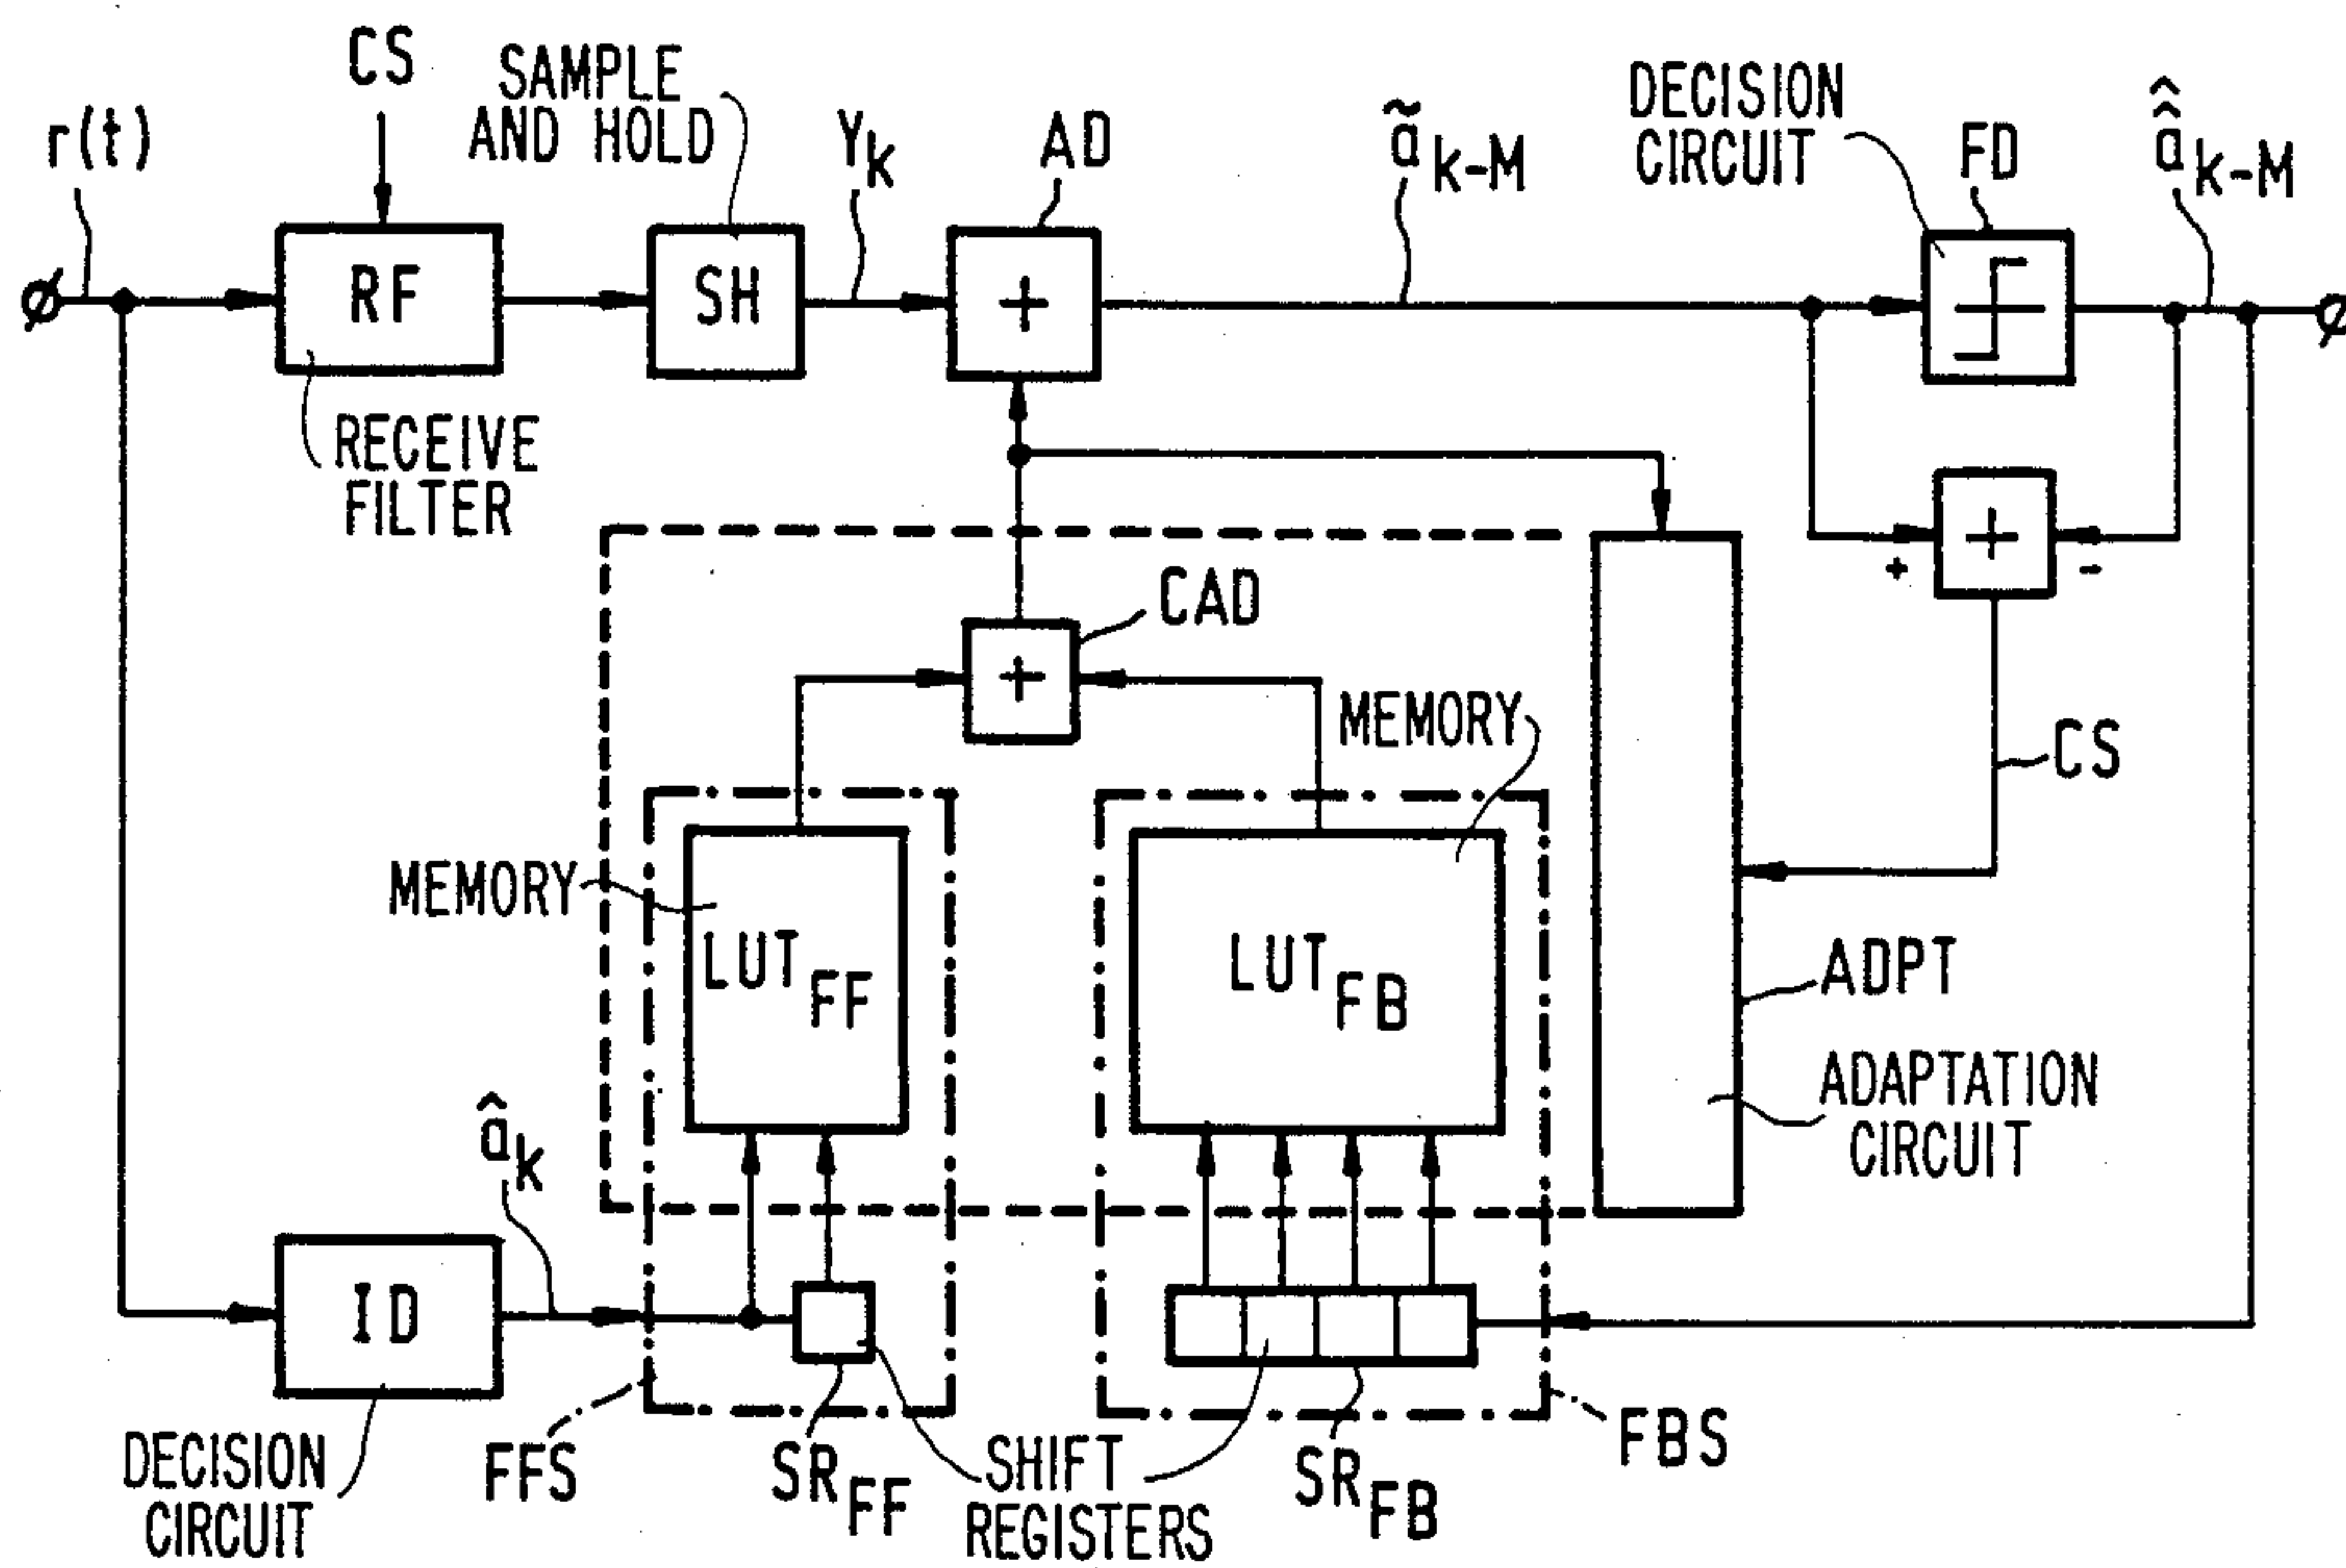 CS
SAMPLE
AND HOLD
r(t)
Yk
AD
ã k-M
DECISION
CIRCUIT
FD
â̂ k-M
RF
SH
+
RECEIVE
FILTER
+
+
-
CAD
+
MEMORY
CS
MEMORY
LUT FF
LUT FB
ADPT
ADAPTATION
CIRCUIT
âk
ID
DECISION
CIRCUIT
FFS
SR FF
SHIFT
REGISTERS
SR FB
FBS